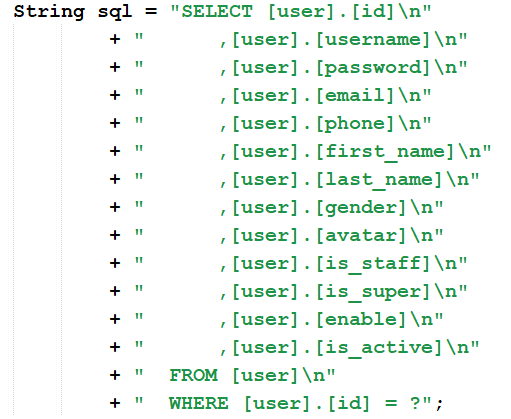 String sql = "SELECT [user].[id]\n"
        + "      ,[user].[username]\n"
        + "      ,[user].[password]\n"
        + "      ,[user].[email]\n"
        + "      ,[user].[phone]\n"
        + "      ,[user].[first_name]\n"
        + "      ,[user].[last_name]\n"
        + "      ,[user].[gender]\n"
        + "      ,[user].[avatar]\n"
        + "      ,[user].[is_staff]\n"
        + "      ,[user].[is_super]\n"
        + "      ,[user].[enable]\n"
        + "      ,[user].[is_active]\n"
        + "  FROM [user]\n"
        + "  WHERE [user].[id] = ?";